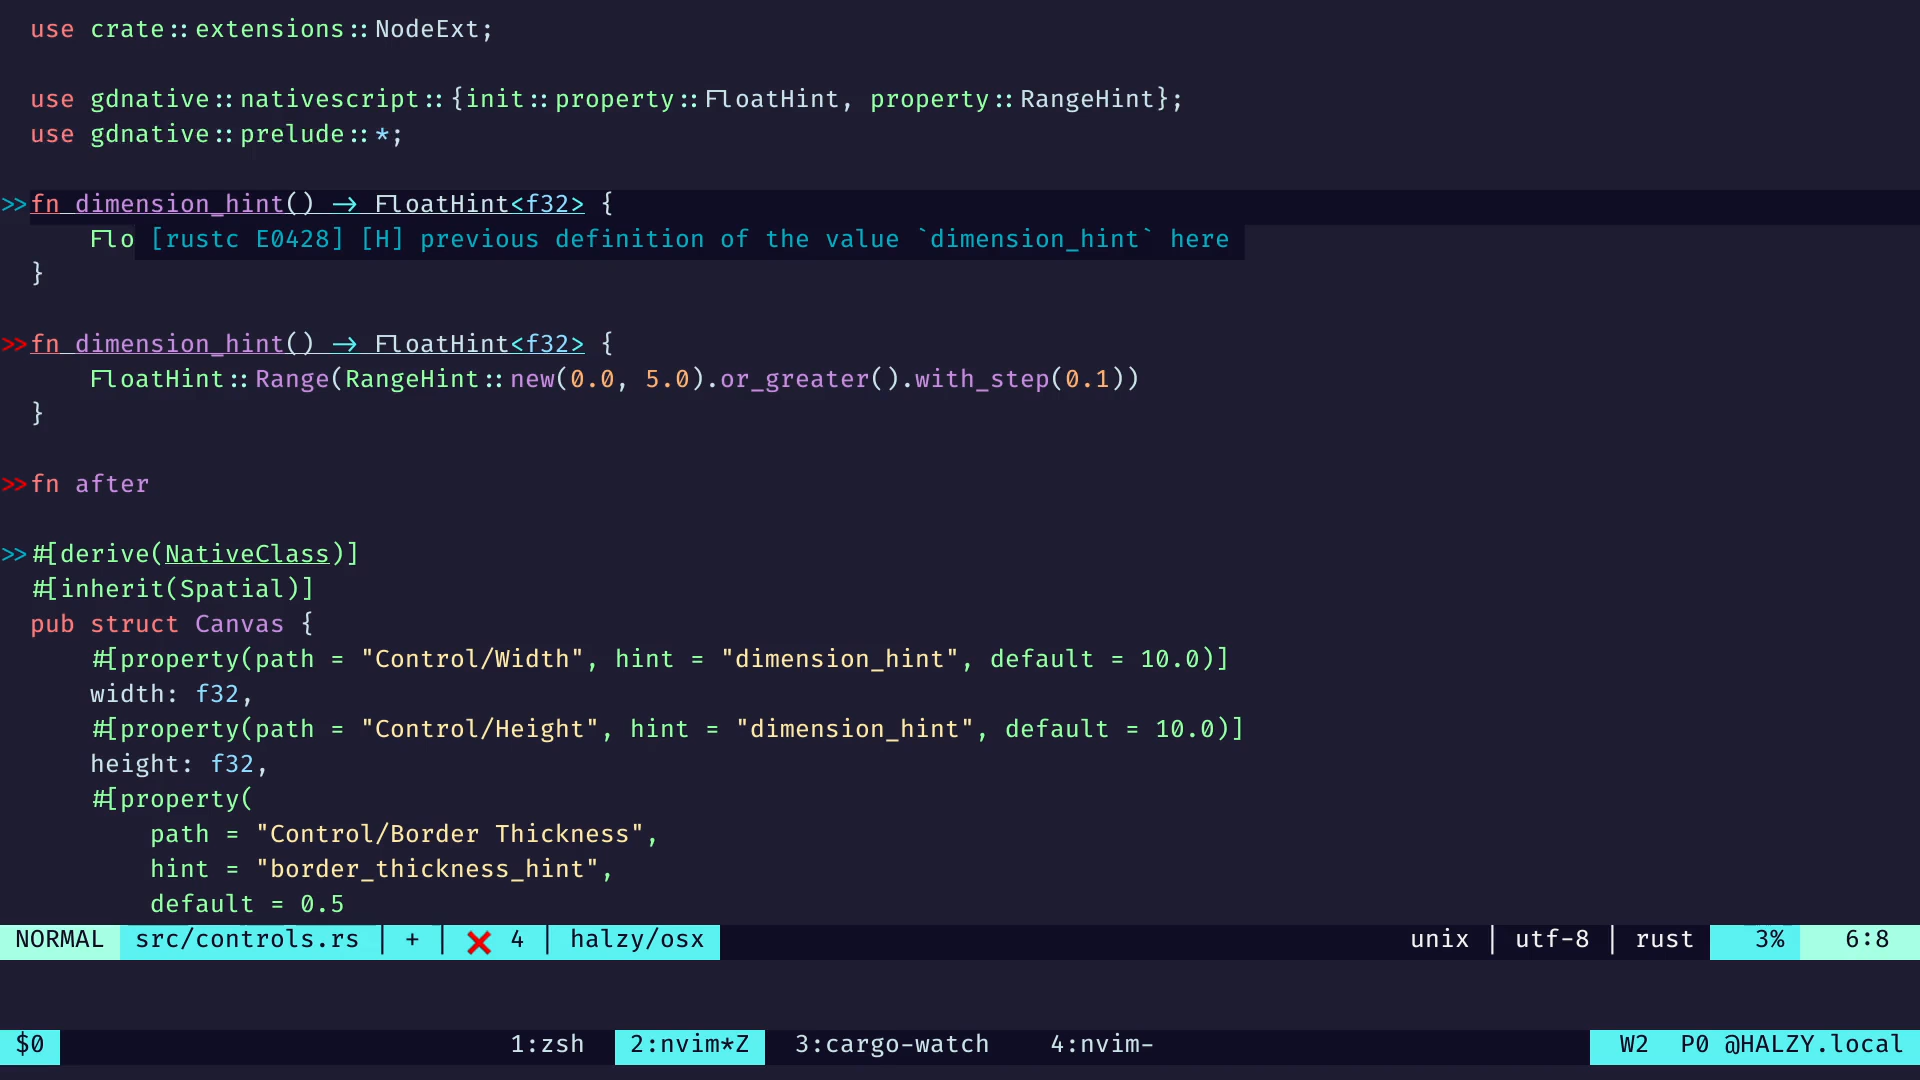 use crate::extensions::NodeExt;
use gdnative::nativescript::{init::property::FloatHint, property::RangeHint};
use gdnative::prelude::*;
>>fn dimension_hint() -> FloatHint<f32> {
Flo [rustc E0428] [H] previous definition of the value `dimension_hint` here
}
>>fn dimension_hint() -> FloatHint<f32> {
FloatHint::Range(RangeHint::new(0.0, 5.0).or_greater().with_step(0.1))
}
>>fn after
>>#[derive(NativeClass)]
#[inherit(Spatial)]
pub struct Canvas {
#[property(path = "Control/Width", hint = "dimension_hint", default = 10.0)]
width: f32,
#[property(path = "Control/Height", hint = "dimension_hint", default = 10.0)]
height: f32,
#[property(
path = "Control/Border Thickness",
hint = "border_thickness_hint",
default = 0.5
NORMAL src/controls.rs | + | ❌ 4 | halzy/osx unix | utf-8 | rust 3% 6:8
$0 1:zsh 2:nvim*Z 3:cargo-watch 4:nvim- W2 P0 @HALZY.local